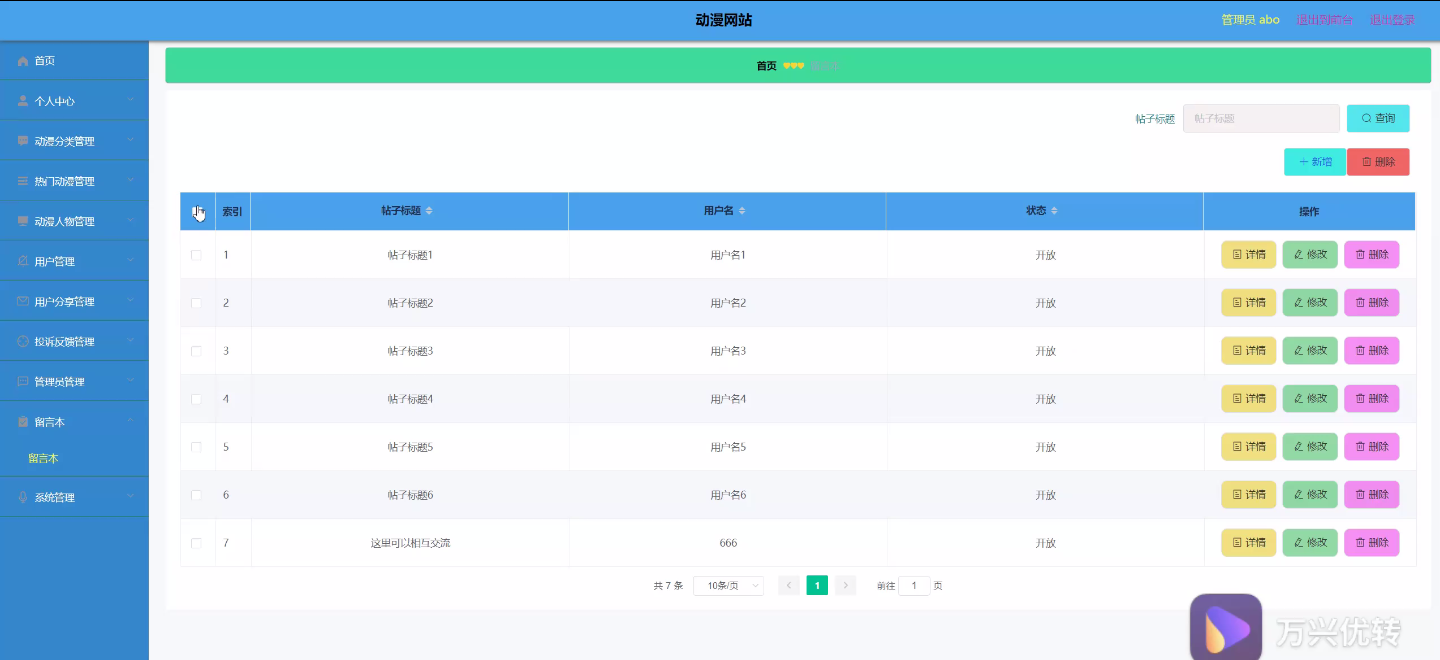 动漫网站
管理员 abo 退出到前台 退出登录
首页
个人中心
动漫分类管理
热门动漫管理
动漫人物管理
用户管理
用户分享管理
投诉反馈管理
管理员管理
留言本
留言本
系统管理
首页 留言本
帖子标题 帖子标题 查询
新增 删除
索引 帖子标题 用户名 状态 操作
1 帖子标题1 用户名1 开放 详情 修改 删除
2 帖子标题2 用户名2 开放 详情 修改 删除
3 帖子标题3 用户名3 开放 详情 修改 删除
4 帖子标题4 用户名4 开放 详情 修改 删除
5 帖子标题5 用户名5 开放 详情 修改 删除
6 帖子标题6 用户名6 开放 详情 修改 删除
7 这里可以相互交流 666 开放 详情 修改 删除
共 7 条 10条/页 1 前往 1 页
万兴优转